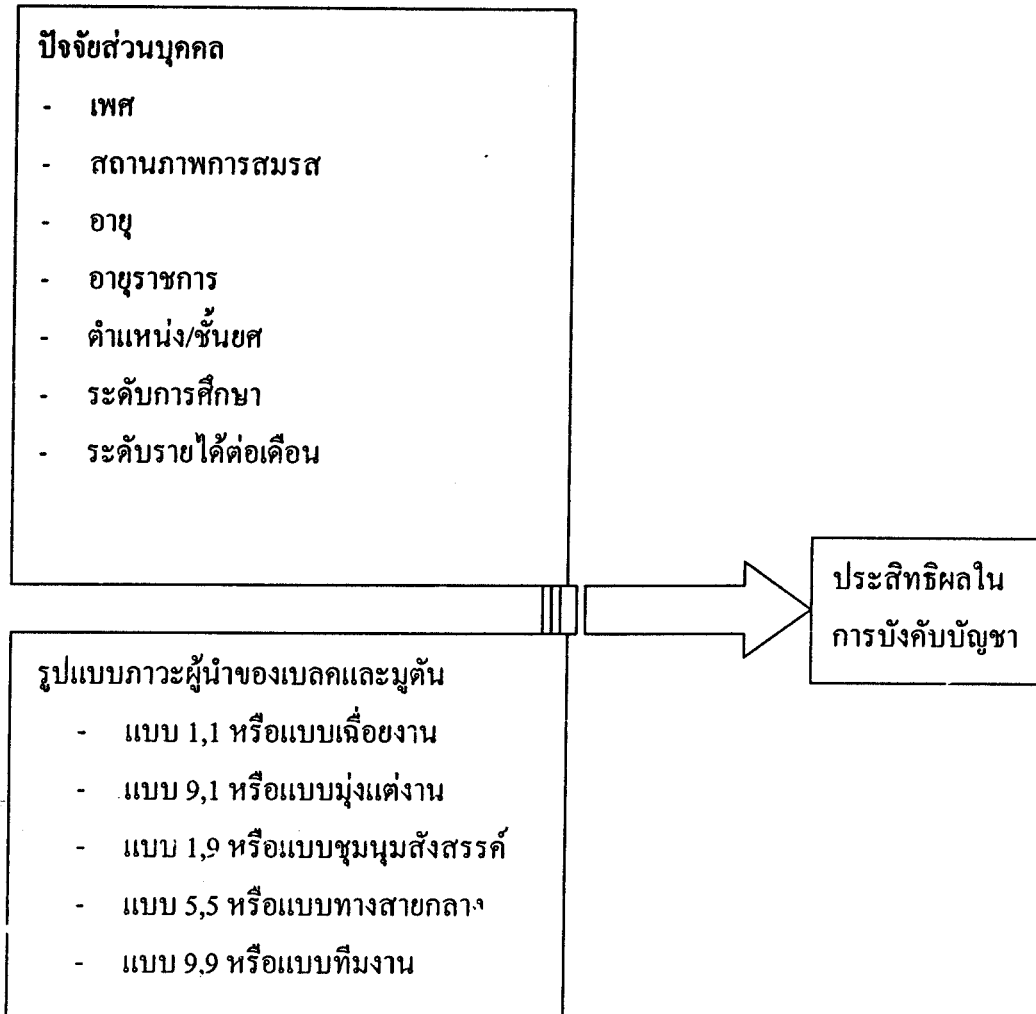 ปัจจัยส่วนบุคคล
- เพศ
- สถานภาพการสมรส
- อายุ
- อายุราชการ
- ตำแหน่ง/ชั้นยศ
- ระดับการศึกษา
- ระดับรายได้ต่อเดือน
ประสิทธิผลใน
การบังคับบัญชา
รูปแบบภาวะผู้นำของเบลคและมูตัน
- แบบ 1,1 หรือแบบเฉื่อยงาน
- แบบ 9,1 หรือแบบมุ่งแต่งาน
- แบบ 1,9 หรือแบบชุมนุมสังสรรค์
- แบบ 5,5 หรือแบบทางสายกลาง
- แบบ 9,9 หรือแบบทีมงาน